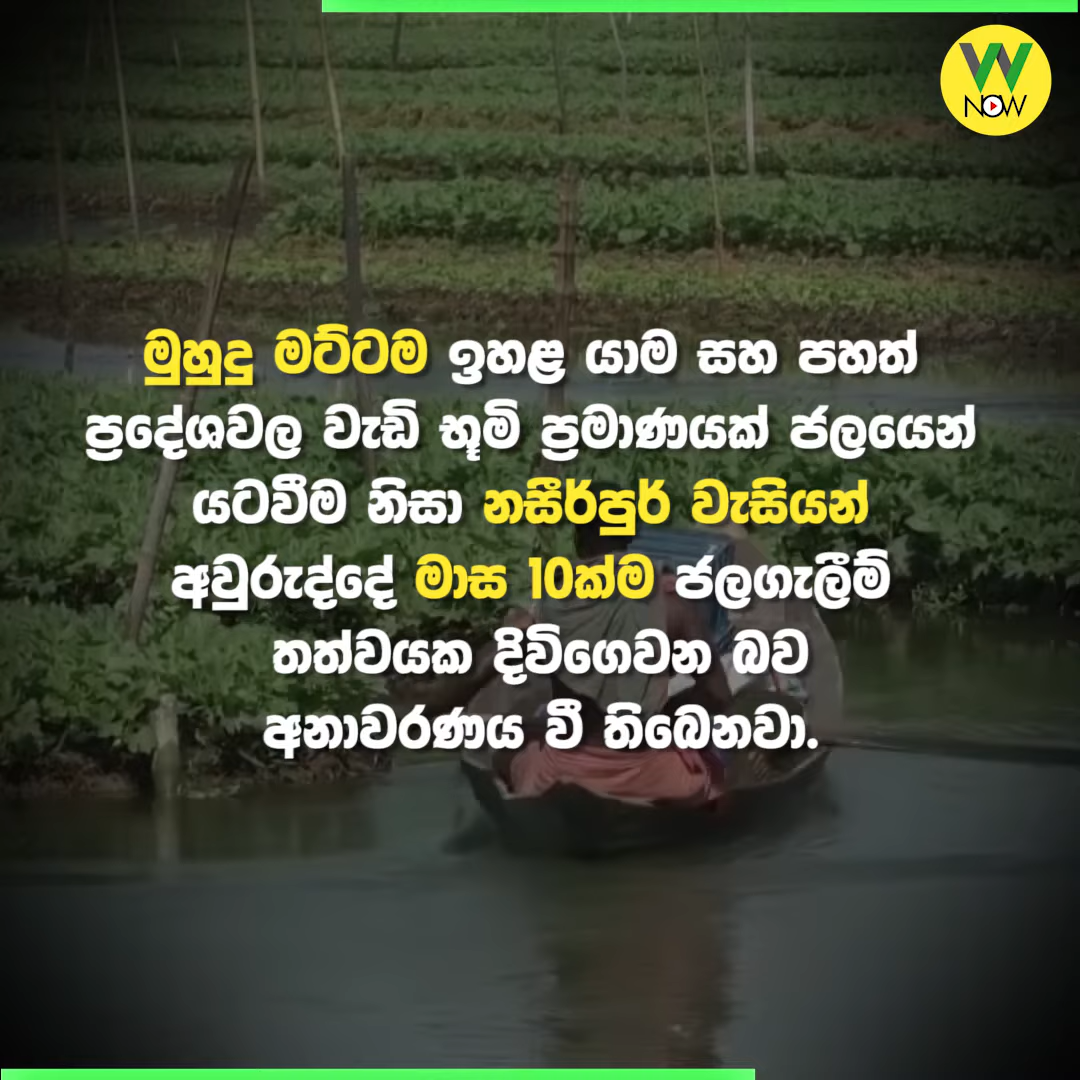 W
NOW
මුහුදු මට්ටම ඉහළ යාම සහ පහත්
ප්‍රදේශවල වැඩි භූමි ප්‍රමාණයක් ජලයෙන්
යටවීම නිසා නසීර්පුර් වැසියන්
අවුරුද්දේ මාස 10ක්ම ජලගැලීම්
තත්වයක දිවිගෙවන බව
අනාවරණය වී තිබෙනවා.